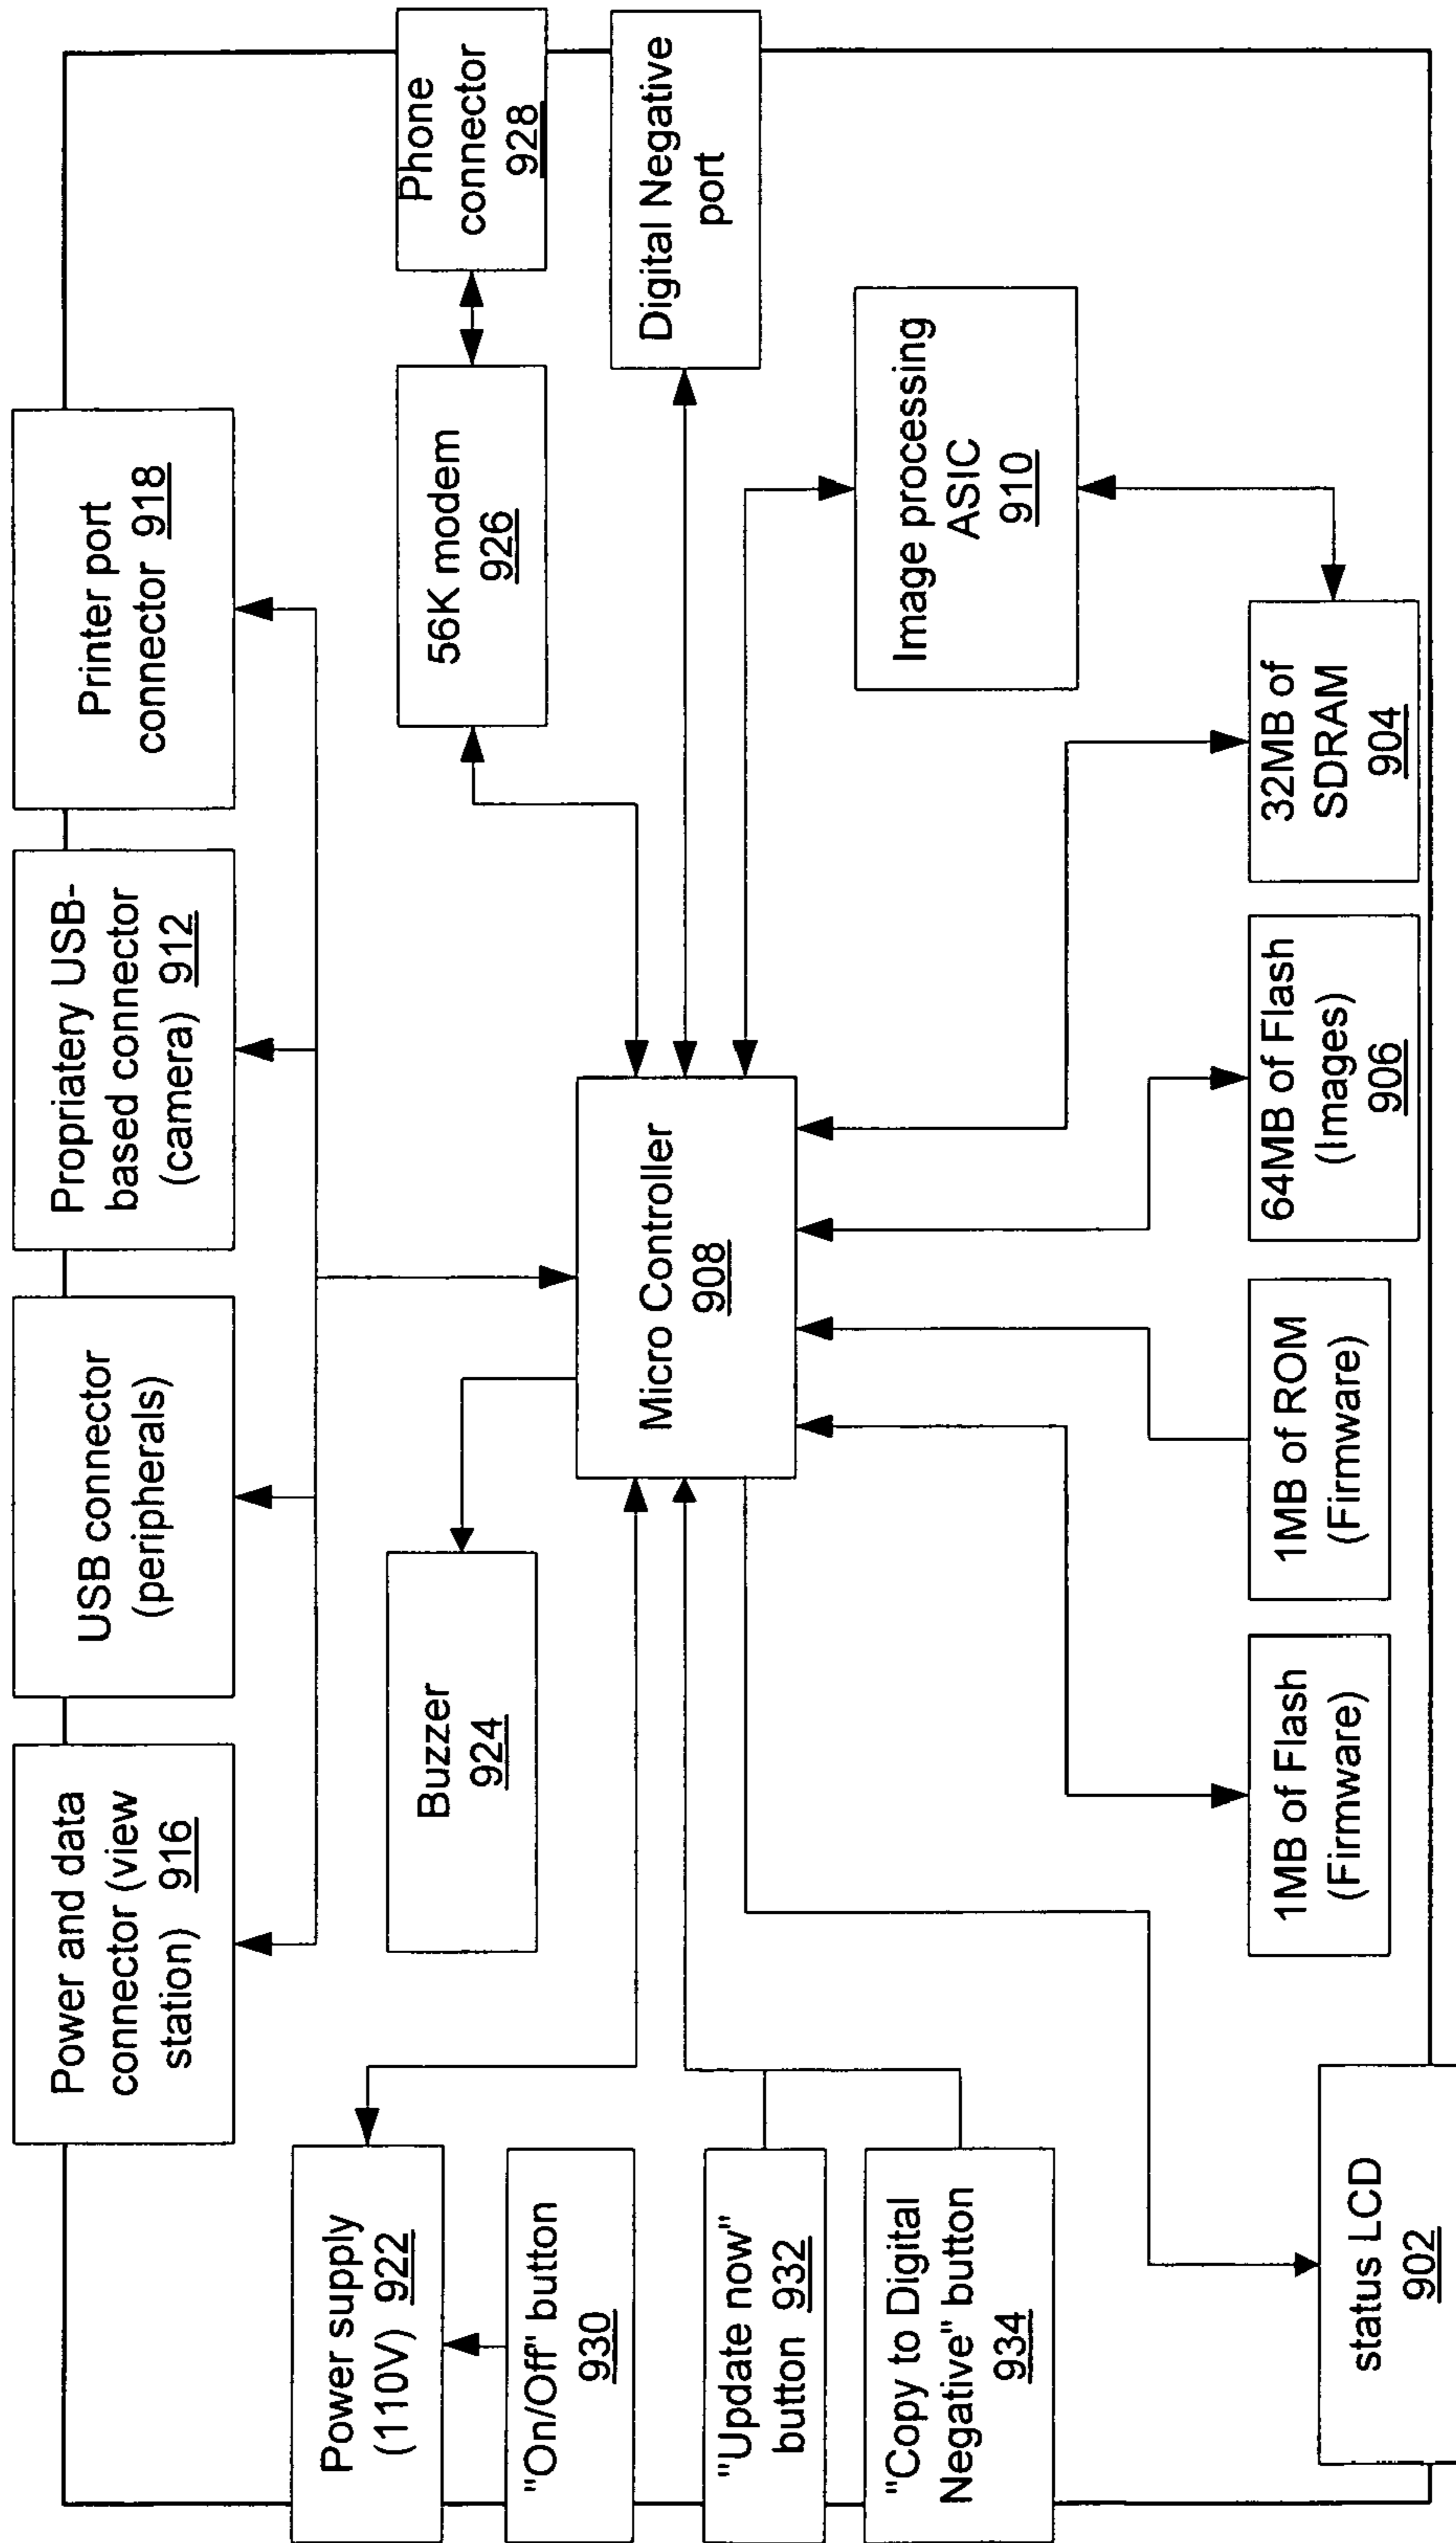 Power and data
connector (view
station) 916
USB connector
(peripherals)
Propriatery USB-
based connector
(camera) 912
Printer port
connector 918
Power supply
(110V) 922
Buzzer
924
56K modem
926
Phone
connector
928
"On/Off" button
930
Micro Controller
908
Digital Negative
port
"Update now"
button 932
"Copy to Digital
Negative" button
934
Image processing
ASIC
910
1MB of Flash
(Firmware)
1MB of ROM
(Firmware)
64MB of Flash
(Images)
906
32MB of
SDRAM
904
status LCD
902